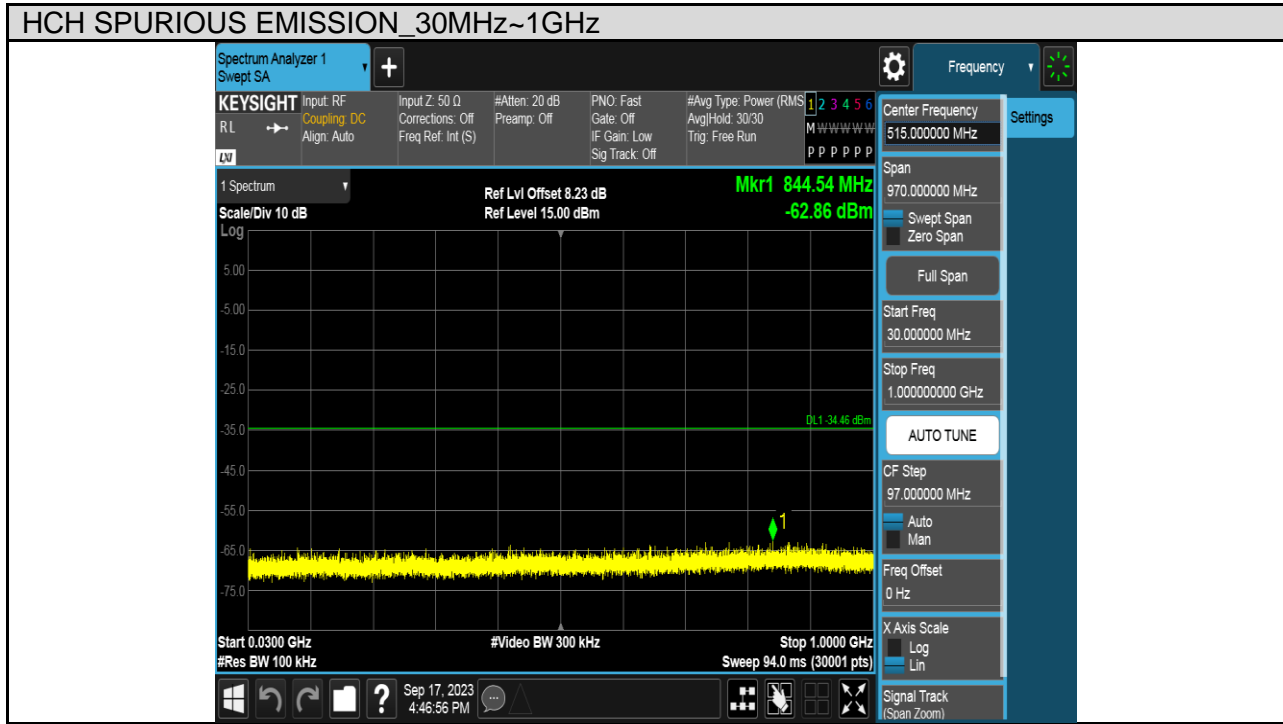 HCH SPURIOUS EMISSION_30MHz~1GHz
Spectrum Analyzer 1
Swept SA
+
Frequency
KEYSIGHT
RL
LXI
Input: RF
Coupling: DC
Align: Auto
Input Z: 50 Ω
Corrections: Off
Freq Ref: Int (S)
#Atten: 20 dB
Preamp: Off
PNO: Fast
Gate: Off
IF Gain: Low
Sig Track: Off
#Avg Type: Power (RMS
Avg|Hold: 30/30
Trig: Free Run
1 2 3 4 5 6
M W W W W W
P P P P P P
1 Spectrum
Scale/Div 10 dB
Log
Ref Lvl Offset 8.23 dB
Ref Level 15.00 dBm
Mkr1 844.54 MHz
-62.86 dBm
5.00
-5.00
-15.0
-25.0
-35.0
-45.0
-55.0
-65.0
-75.0
DL1 -34.46 dBm
1
Start 0.0300 GHz
#Res BW 100 kHz
#Video BW 300 kHz
Stop 1.0000 GHz
Sweep 94.0 ms (30001 pts)
?
Sep 17, 2023
4:46:56 PM
Center Frequency
515.000000 MHz
Settings
Span
970.000000 MHz
Swept Span
Zero Span
Full Span
Start Freq
30.000000 MHz
Stop Freq
1.000000000 GHz
AUTO TUNE
CF Step
97.000000 MHz
Auto
Man
Freq Offset
0 Hz
X Axis Scale
Log
Lin
Signal Track
(Span Zoom)